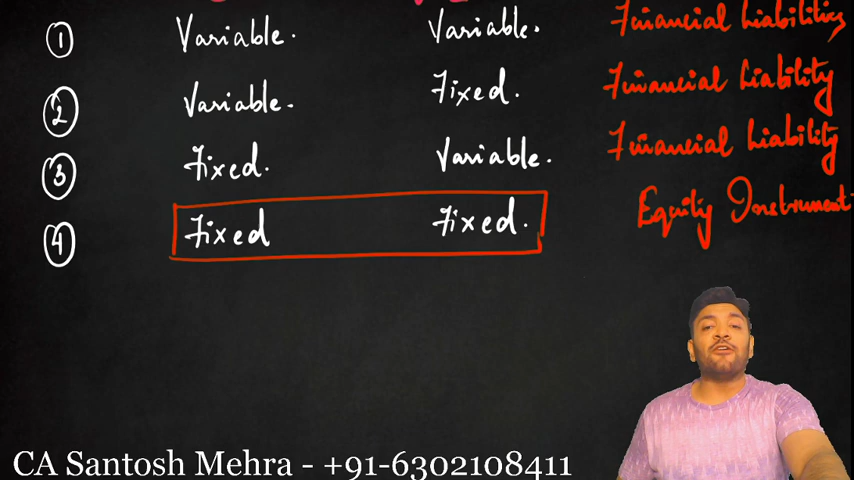 ① Variable. Variable. Financial Liabilities
② Variable. Fixed. Financial Liability
③ Fixed. Variable. Financial Liability
④ Fixed Fixed. Equity Instrument
CA Santosh Mehra - +91-6302108411